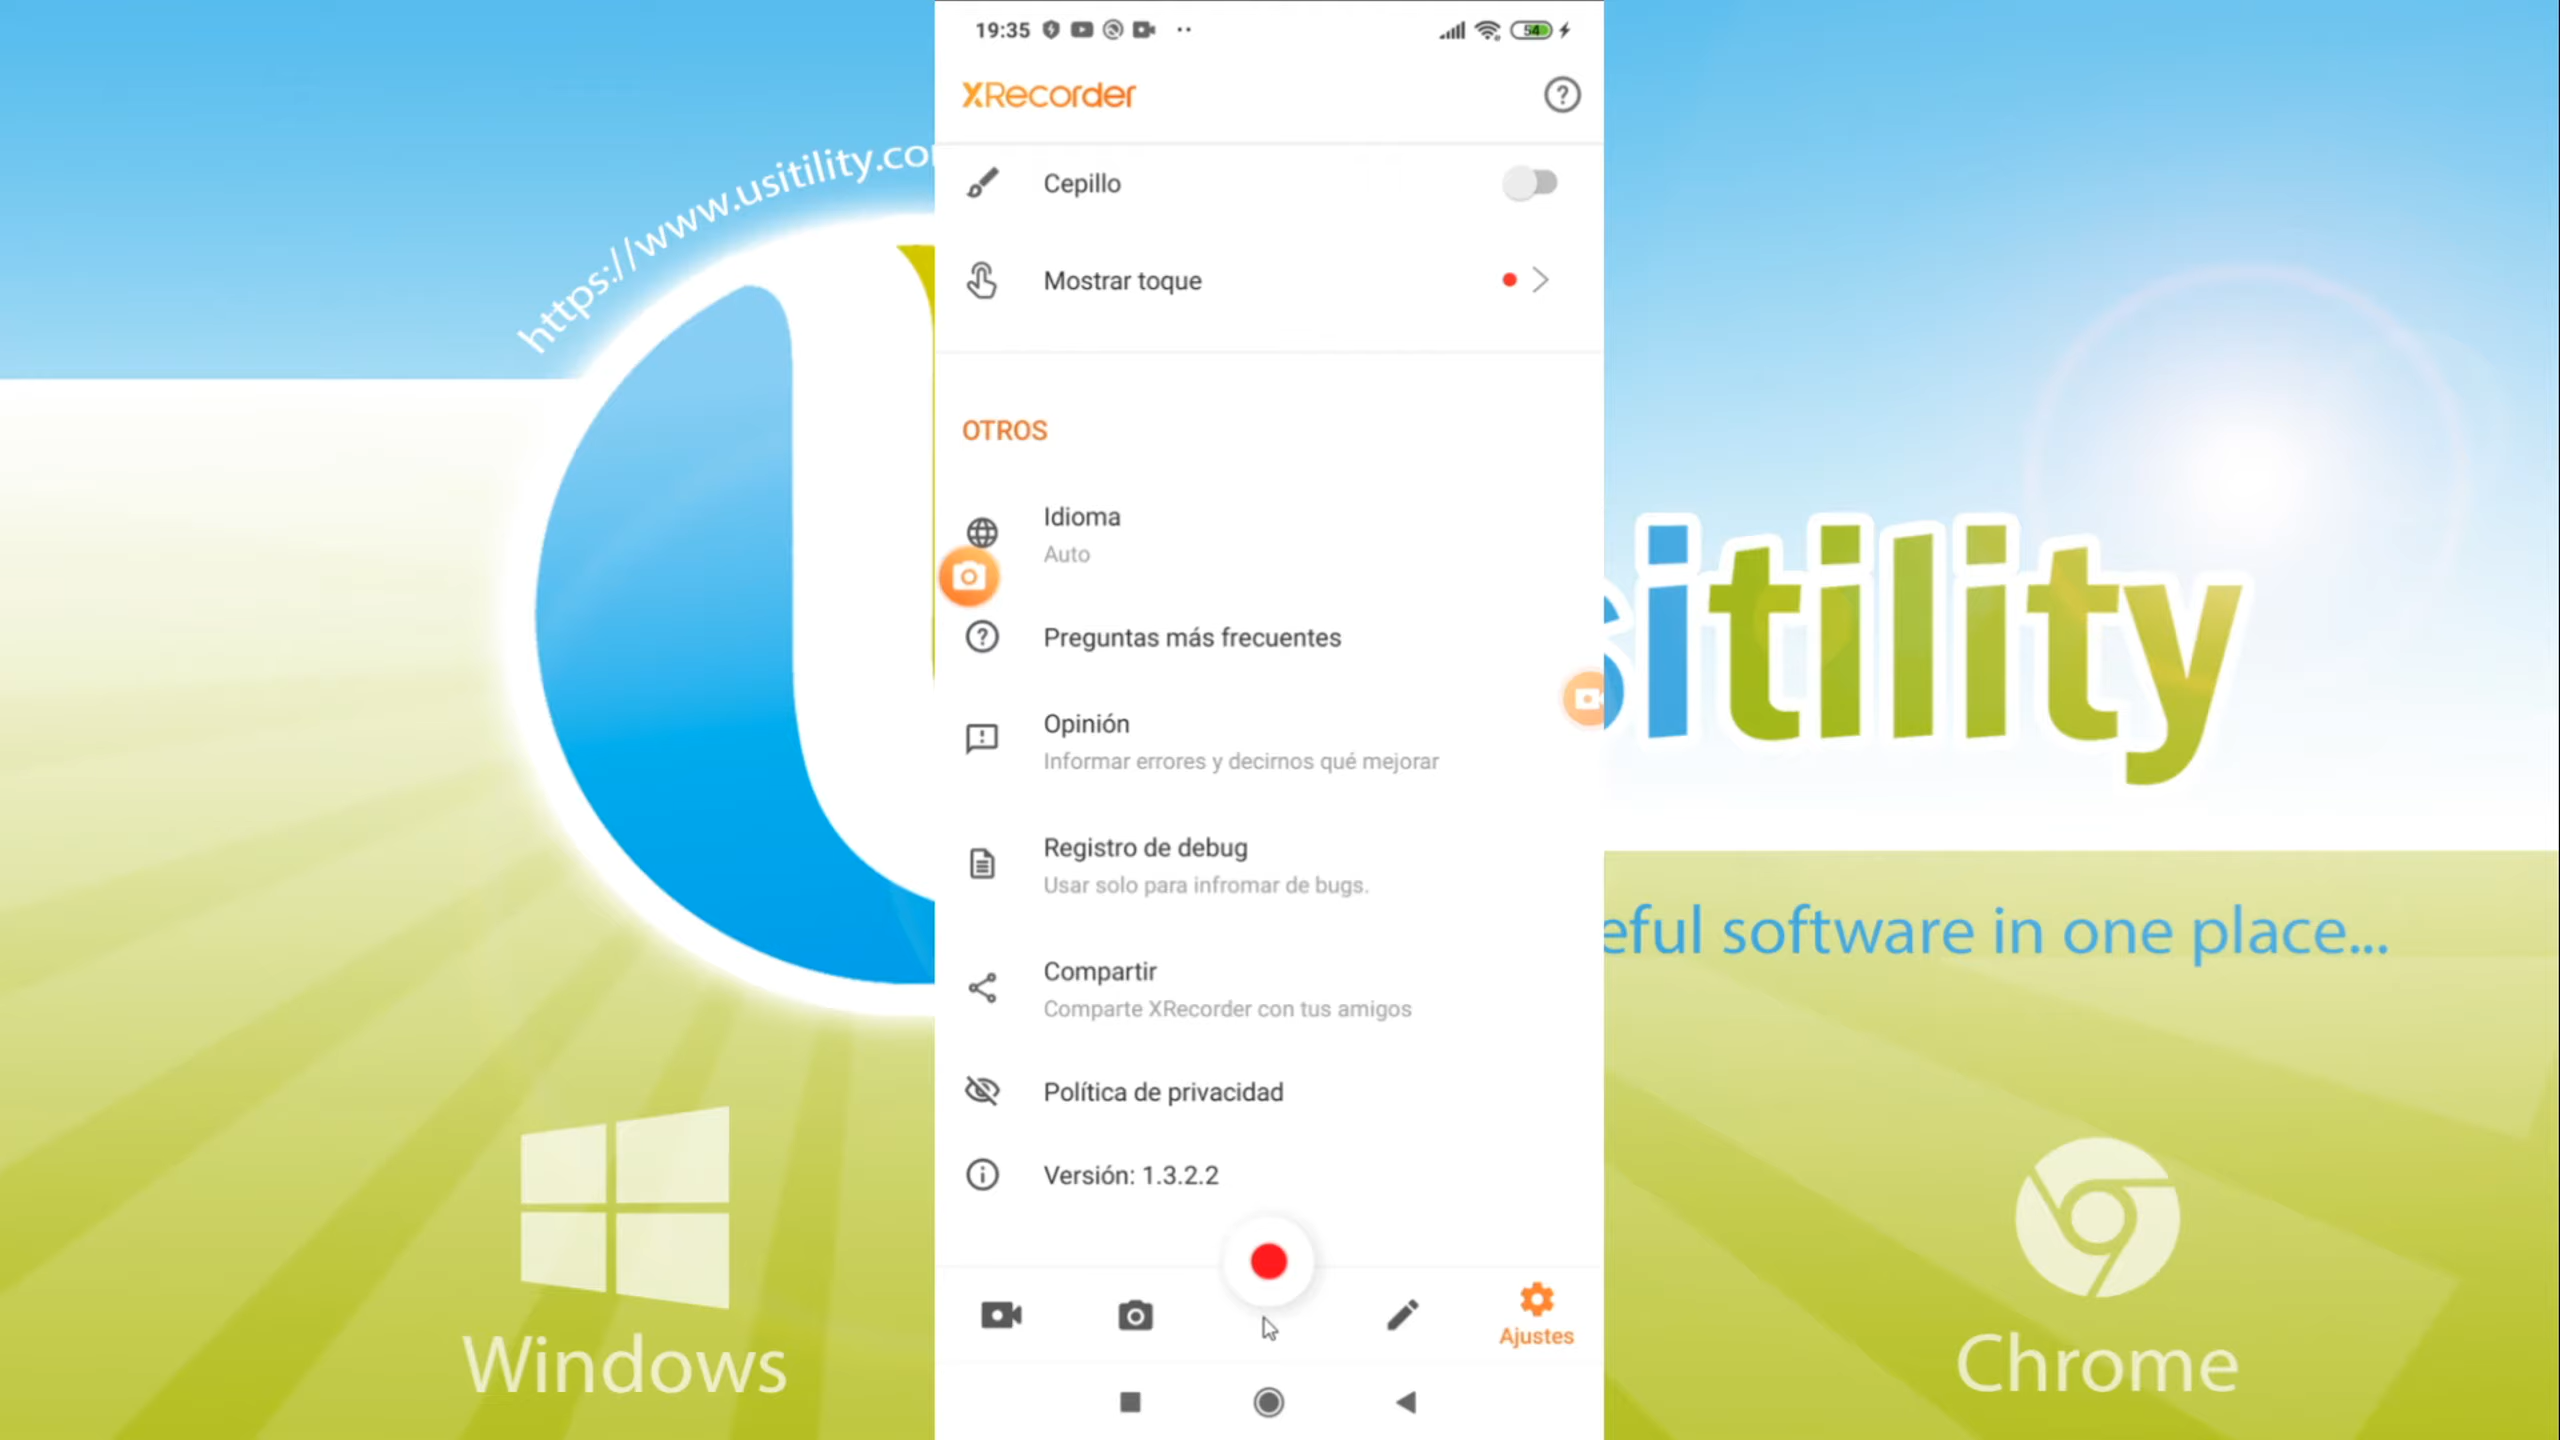 19:35
54
XRecorder
https://www.usitility.co
Cepillo
Mostrar toque
OTROS
Idioma
Auto
Preguntas más frecuentes
Opinión
Informar errores y decirnos qué mejorar
sitility
Registro de debug
Usar solo para infromar de bugs.
eful software in one place...
Compartir
Comparte XRecorder con tus amigos
Política de privacidad
Versión: 1.3.2.2
Ajustes
Windows
Chrome